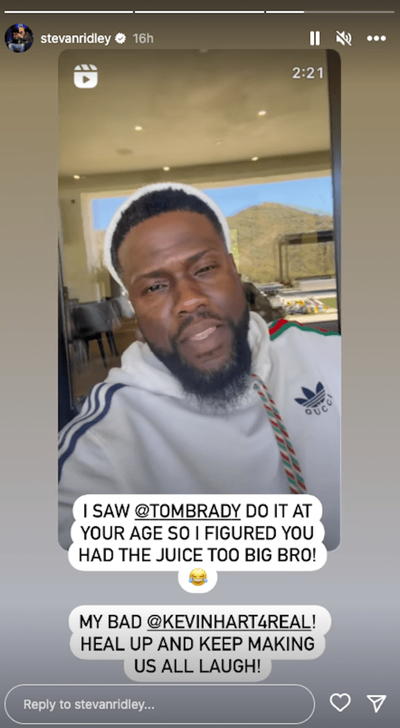 stevanridley 16h
2:21
GUCCI
I SAW @TOMBRADY DO IT AT
YOUR AGE SO I FIGURED YOU
HAD THE JUICE TOO BIG BRO!
😂
MY BAD @KEVINHART4REAL!
HEAL UP AND KEEP MAKING
US ALL LAUGH!
Reply to stevanridley...